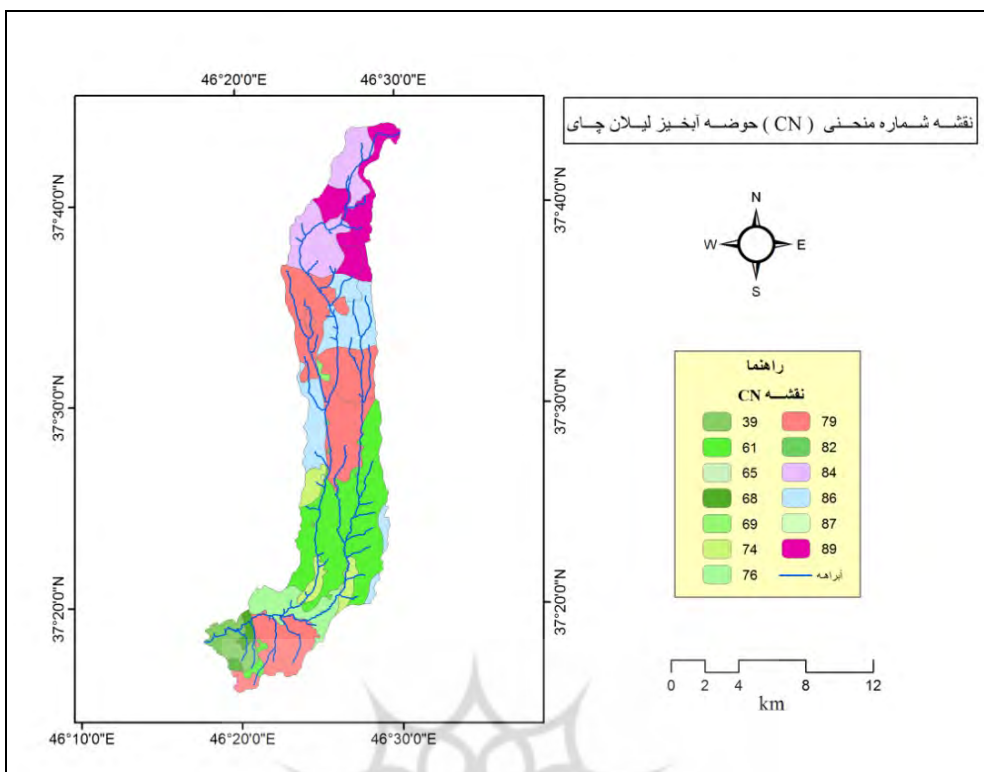 نقشـــه شـــماره منحـــنی ( CN ) حوضـــه آبخـــیز لیـــلان چـــای
46°20'0"E 46°30'0"E
37°40'0"N 37°40'0"N
37°30'0"N 37°30'0"N
37°20'0"N 37°20'0"N
46°10'0"E 46°20'0"E 46°30'0"E
N
W E
S
راهنما
نقشـــه CN
39 79
61 82
65 84
68 86
69 87
74 89
76 آبراهه
0 2 4 8 12
km